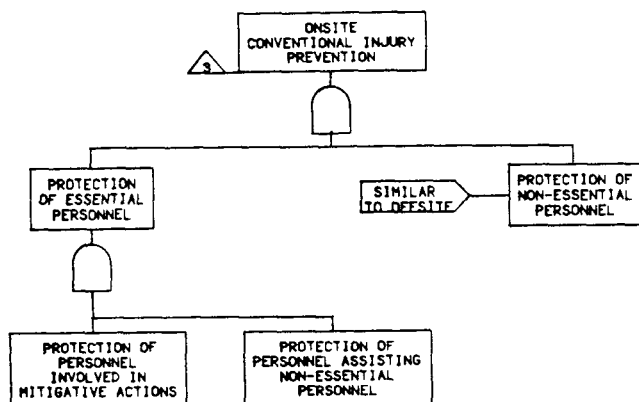 ONSITE
CONVENTIONAL INJURY
PREVENTION
3
PROTECTION
OF ESSENTIAL
PERSONNEL
SIMILAR
TO OFFSITE
PROTECTION OF
NON-ESSENTIAL
PERSONNEL
PROTECTION OF
PERSONNEL
INVOLVED IN
MITIGATIVE ACTIONS
PROTECTION OF
PERSONNEL ASSISTING
NON-ESSENTIAL
PERSONNEL